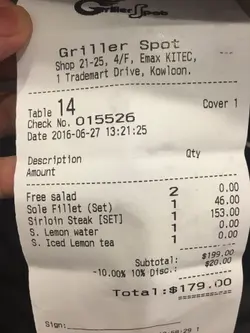 Griller Spot
Griller Spot
Shop 21-25, 4/F, Emax KITEC,
1 Trademart Drive, Kowloon.
Table 14 Cover 1
Check No. 015526
Date 2016-06-27 13:21:25
Description Qty
Amount
Free salad 2 0.00
Sole Fillet (Set) 1 46.00
Sirloin Steak [SET] 1 153.00
S. Lemon water 1 0.00
S. Iced Lemon tea 1 0.00
Subtotal: $199.00
-10.00% 10% Disc.: $20.00
Total:$179.00
Sign: